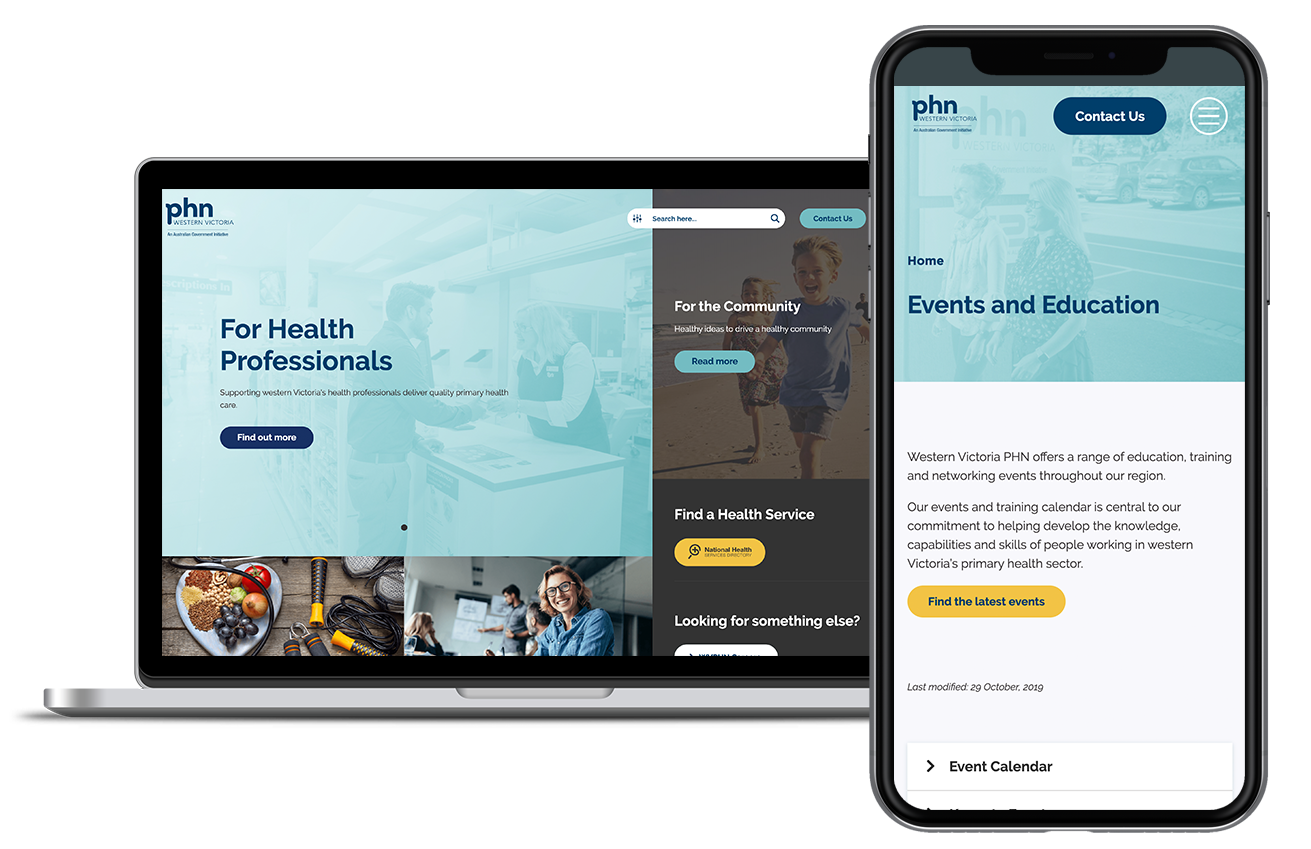 phn
WESTERN VICTORIA
An Australian Government Initiative
Search here...
Contact Us
For Health
Professionals
Supporting western Victoria's health professionals deliver quality primary health
care.
Find out more
For the Community
Healthy ideas to drive a healthy community
Read more
Find a Health Service
National Health
SERVICES DIRECTORY
Looking for something else?
phn
WESTERN VICTORIA
An Australian Government Initiative
Contact Us
phn
Home
Events and Education
Western Victoria PHN offers a range of education, training
and networking events throughout our region.
Our events and training calendar is central to our
commitment to helping develop the knowledge,
capabilities and skills of people working in western
Victoria's primary health sector.
Find the latest events
Last modified: 29 October, 2019
Event Calendar